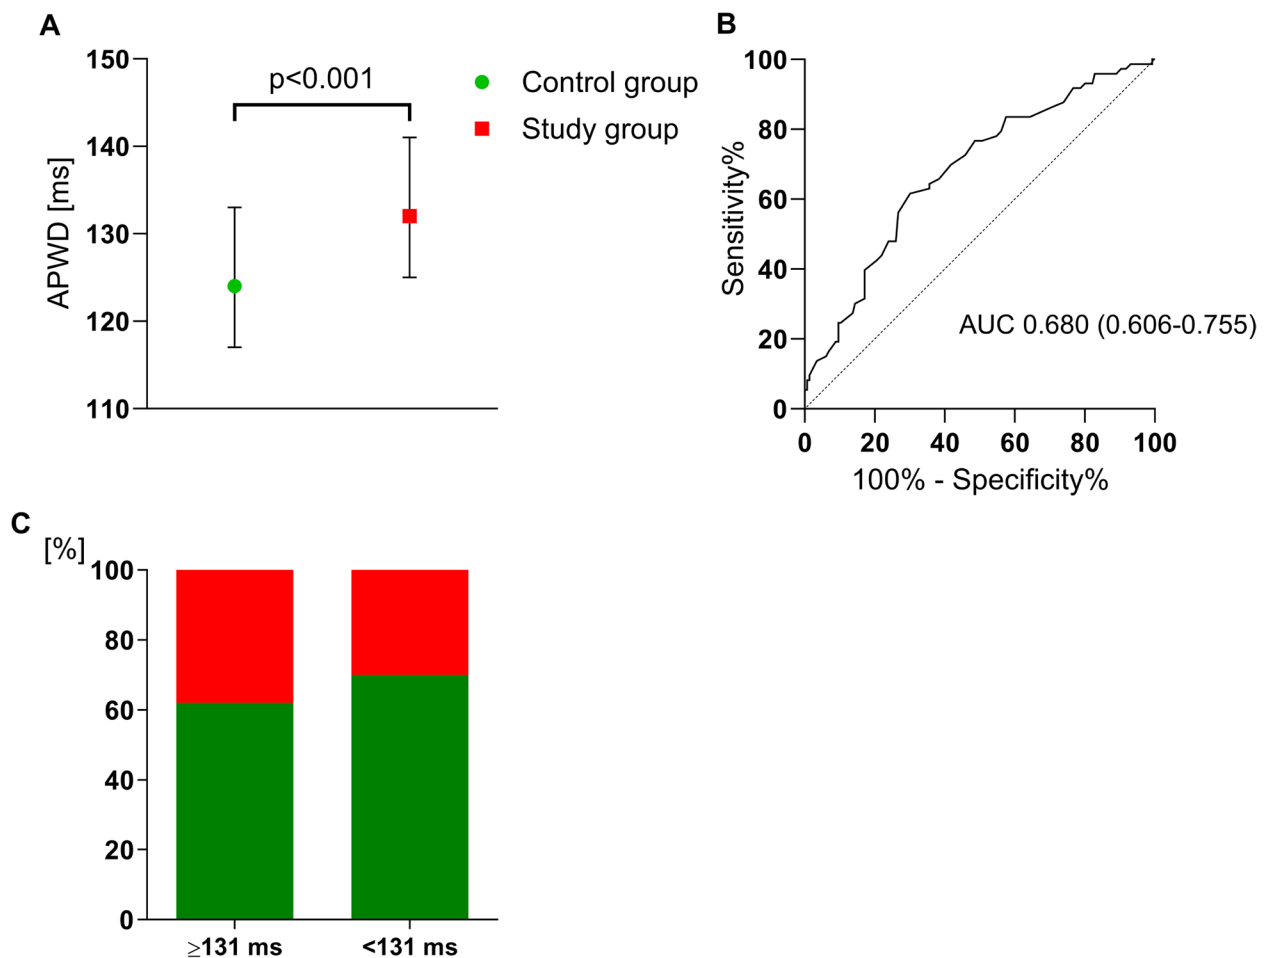 A
150
140
130
120
110
APWD [ms]
p<0.001
Control group
Study group
B
100
80
60
40
20
0
Sensitivity%
AUC 0.680 (0.606-0.755)
0 20 40 60 80 100
100% - Specificity%
C
[%]
100
80
60
40
20
0
≥131 ms <131 ms